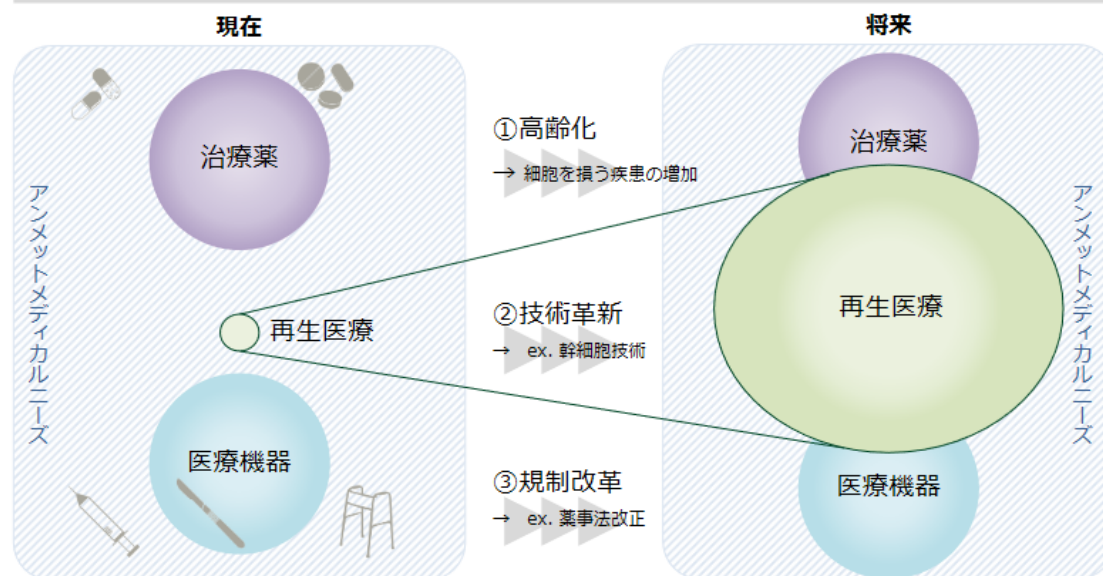 現在
将来
アンメットメディカルニーズ
治療薬
再生医療
医療機器
①高齢化
→ 細胞を損う疾患の増加
②技術革新
→ ex. 幹細胞技術
③規制改革
→ ex. 薬事法改正
治療薬
再生医療
医療機器
アンメットメディカルニーズ